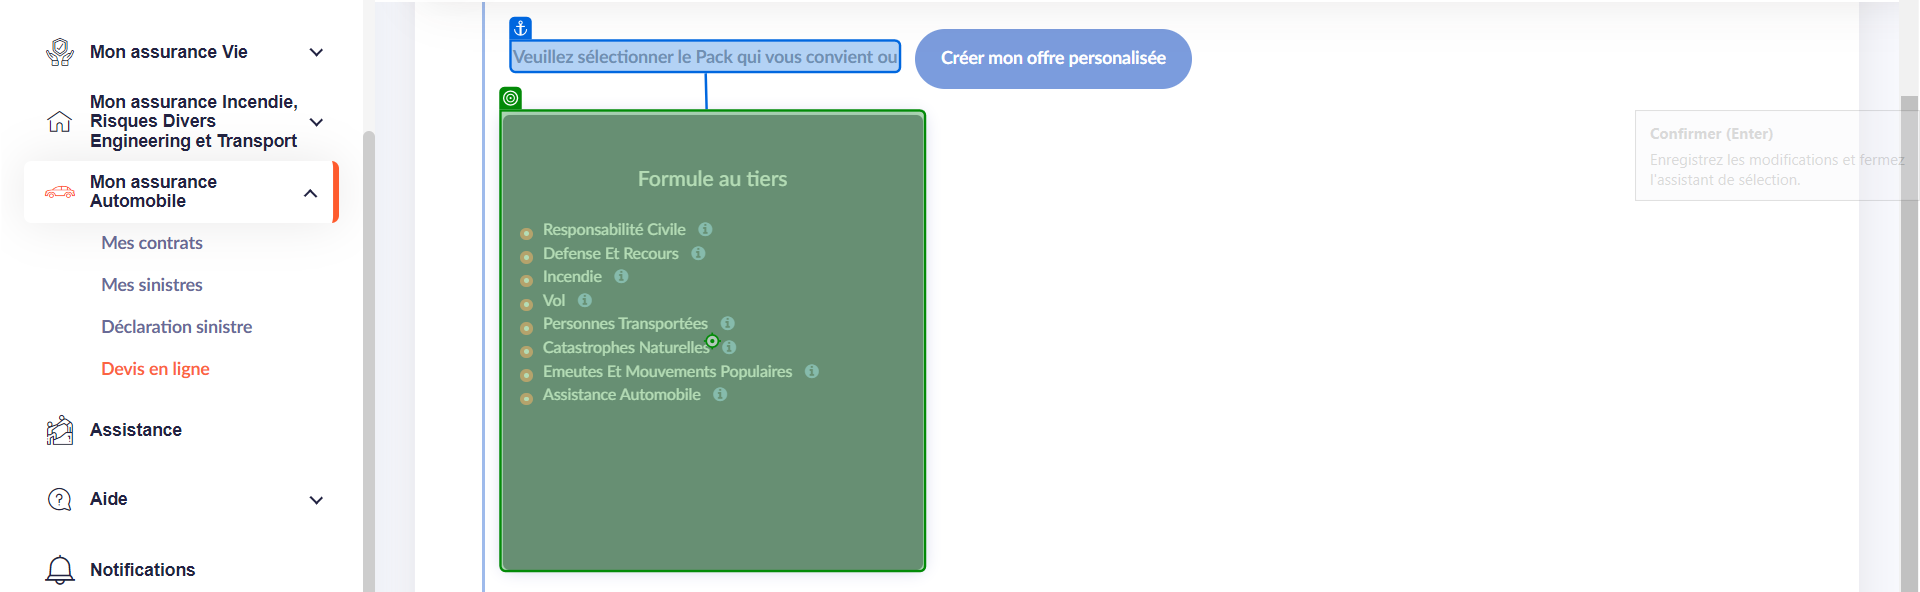 Mon assurance Vie
Mon assurance Incendie,
Risques Divers
Engineering et Transport
Mon assurance
Automobile
Mes contrats
Mes sinistres
Déclaration sinistre
Devis en ligne
Assistance
Aide
Notifications
Veuillez sélectionner le Pack qui vous convient ou
Créer mon offre personalisée
Formule au tiers
Responsabilité Civile
Defense Et Recours
Incendie
Vol
Personnes Transportées
Catastrophes Naturelles
Emeutes Et Mouvements Populaires
Assistance Automobile
Confirmer (Enter)
Enregistrez les modifications et fermez
l'assistant de sélection.